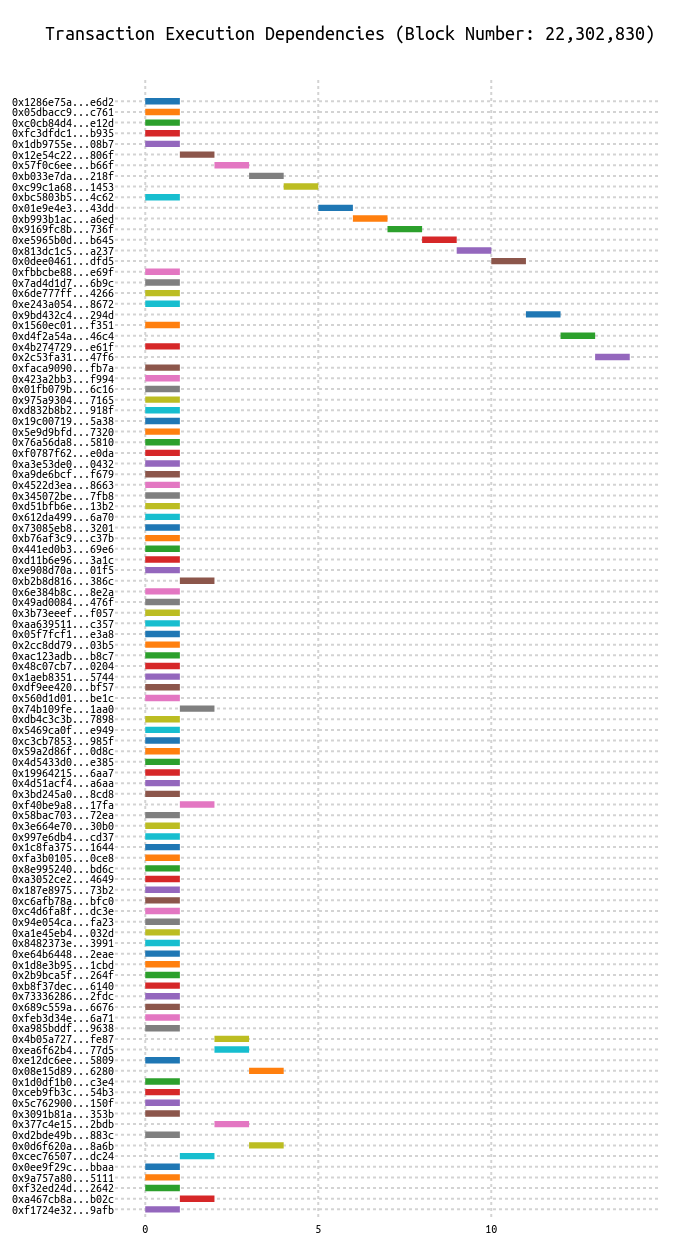 Transaction Execution Dependencies (Block Number: 22,302,830)
0x1286e75a...e6d2
0x05dbacc9...c761
0xc0cb84d4...e12d
0xfc3dfdc1...b935
0x1db9755e...08b7
0x12e54c22...806f
0x57f0c6ee...b66f
0xb033e7da...218f
0xc99c1a68...1453
0xbc5803b5...4c62
0x01e9e4e3...43dd
0xb993b1ac...a6ed
0x9169fc8b...736f
0xe5965b0d...b645
0x813dc1c5...a237
0x0dee0461...dfd5
0xfbbcbe88...e69f
0x7ad4d1d7...6b9c
0x6de777ff...4266
0xe243a054...8672
0x9bd432c4...294d
0x1560ec01...f351
0xd4f2a54a...46c4
0x4b274729...e61f
0x2c53fa31...47f6
0xfaca9090...fb7a
0x423a2bb3...f994
0x01fb079b...6c16
0x975a9304...7165
0xd832b8b2...918f
0x19c00719...5a38
0x5e9d9bfd...7320
0x76a56da8...5810
0xf0787f62...e0da
0xa3e53de0...0432
0xa9de6bcf...f679
0x4522d3ea...8663
0x345072be...7fb8
0xd51bfb6e...13b2
0x612da499...6a70
0x73085eb8...3201
0xb76af3c9...c37b
0x441ed0b3...69e6
0xd11b6e96...3a1c
0xe908d70a...01f5
0xb2b8d816...386c
0x6e384b8c...8e2a
0x49ad0084...476f
0x3b73eeef...f057
0xaa639511...c357
0x05f7fcf1...e3a8
0x2cc8dd79...03b5
0xac123adb...b8c7
0x48c07cb7...0204
0x1aeb8351...5744
0xdf9ee420...bf57
0x560d1d01...be1c
0x74b109fe...1aa0
0xdb4c3c3b...7898
0x5469ca0f...e949
0xc3cb7853...985f
0x59a2d86f...0d8c
0x4d5433d0...e385
0x19964215...6aa7
0x4d51acf4...a6aa
0x3bd245a0...8cd8
0xf40be9a8...17fa
0x58bac703...72ea
0x3e664e70...30b0
0x997e6db4...cd37
0x1c8fa375...1644
0xfa3b0105...0ce8
0x8e995240...bd6c
0xa3052ce2...4649
0x187e8975...73b2
0xc6afb78a...bfc0
0xc4d6fa8f...dc3e
0x94e054ca...fa23
0xa1e45eb4...032d
0x8482373e...3991
0xe64b6448...2eae
0x1d8e3b95...1cbd
0x2b9bca5f...264f
0xb8f37dec...6140
0x73336286...2fdc
0x689c559a...6676
0xfeb3d34e...6a71
0xa985bddf...9638
0x4b05a727...fe87
0xea6f62b4...77d5
0xe12dc6ee...5809
0x08e15d89...6280
0x1d0df1b0...c3e4
0xceb9fb3c...54b3
0x5c762900...150f
0x3091b81a...353b
0x377c4e15...2bdb
0xd2bde49b...883c
0x0d6f620a...8a6b
0xcec76507...dc24
0x0ee9f29c...bbaa
0x9a757a80...5111
0xf32ed24d...2642
0xa467cb8a...b02c
0xf1724e32...9afb
0 5 10